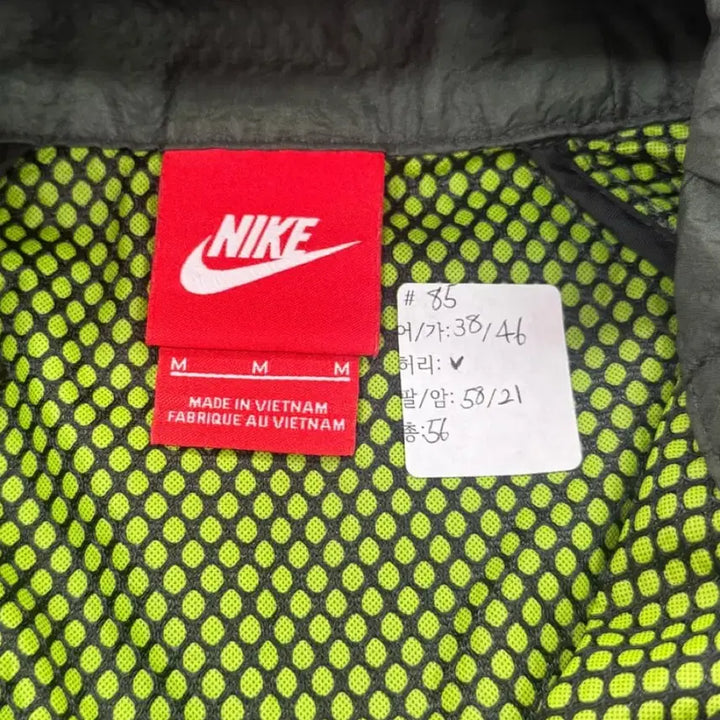 NIKE
M M M
MADE IN VIETNAM
FABRIQUE AU VIETNAM
# 85
어/가: 38/46
허리: ✓
팔/암: 58/21
총: 56